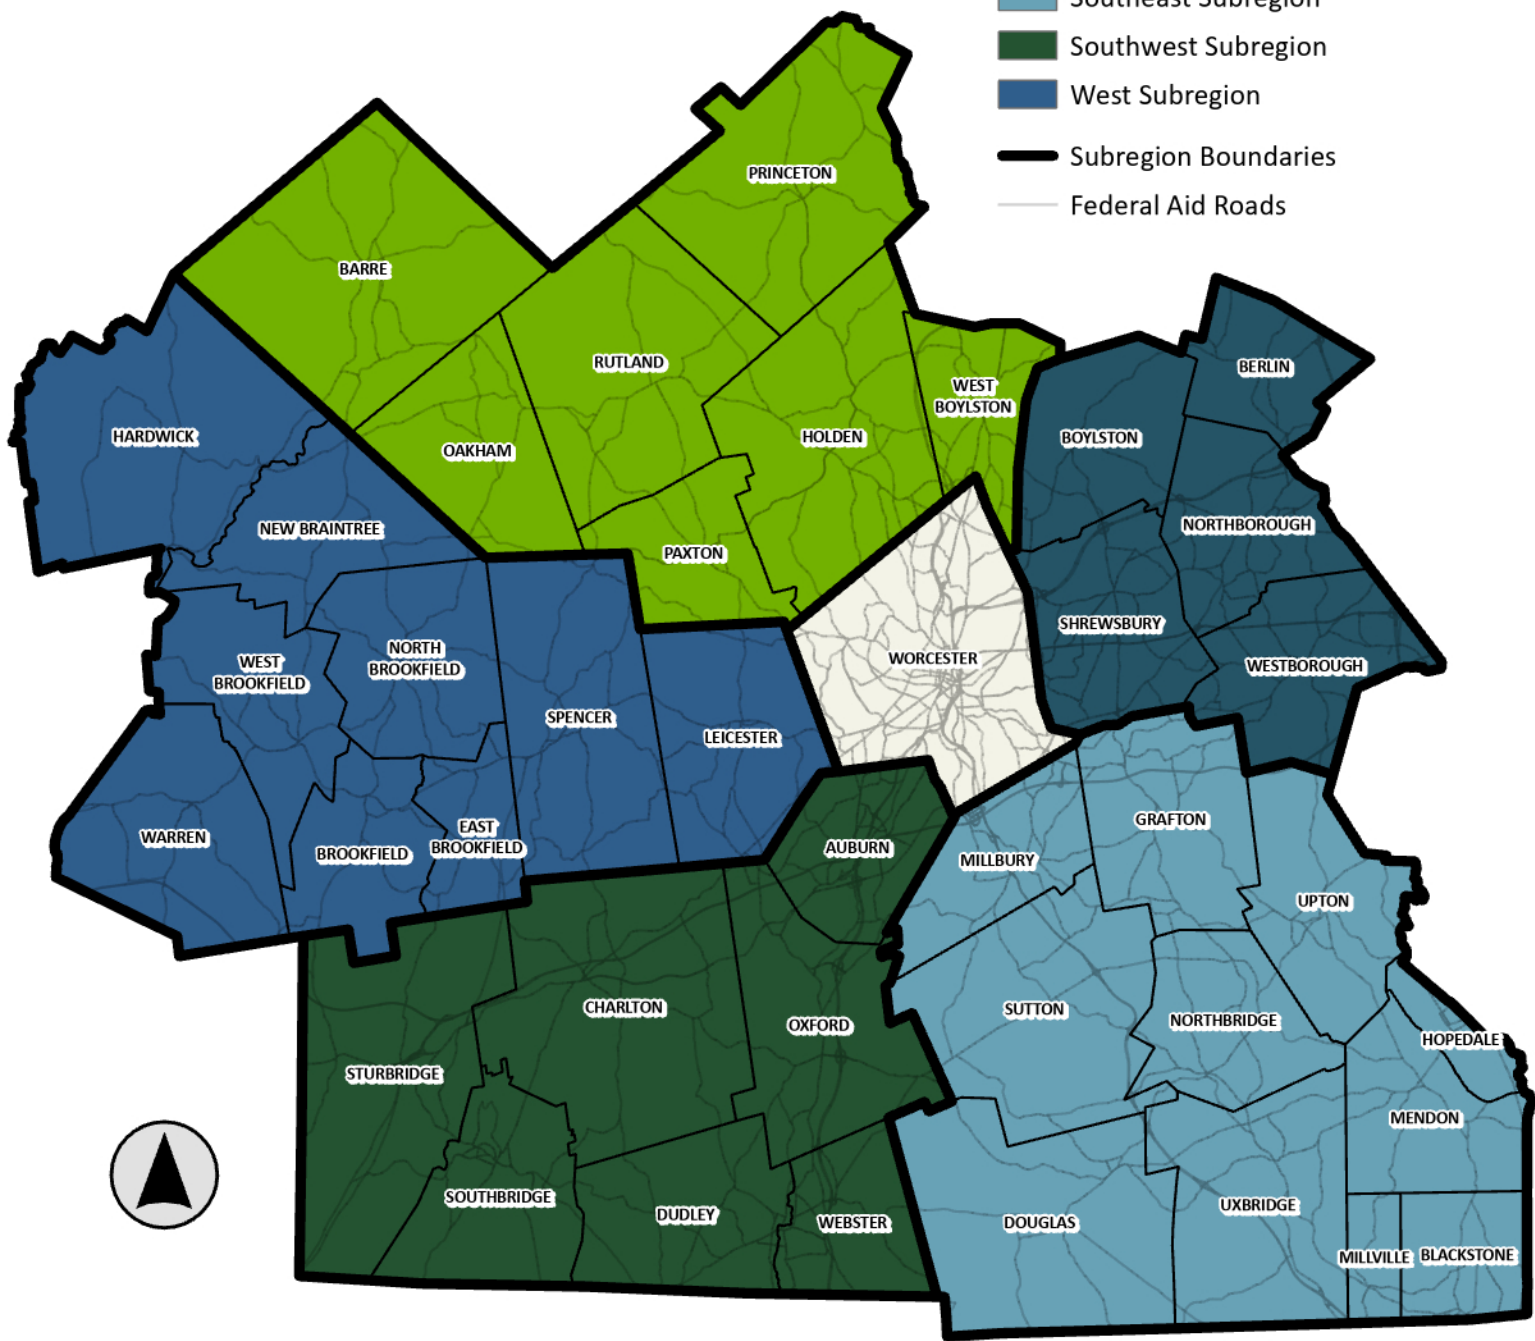 Southeast Subregion
Southwest Subregion
West Subregion
Subregion Boundaries
Federal Aid Roads
PRINCETON
BARRE
RUTLAND
BERLIN
WEST
BOYLSTON
HARDWICK
OAKHAM
HOLDEN
BOYLSTON
NEW BRAINTREE
PAXTON
NORTHBOROUGH
SHREWSBURY
WORCESTER
WESTBOROUGH
WEST
BROOKFIELD
NORTH
BROOKFIELD
SPENCER
LEICESTER
WARREN
BROOKFIELD
EAST
BROOKFIELD
AUBURN
MILLBURY
GRAFTON
UPTON
CHARLTON
OXFORD
SUTTON
NORTHBRIDGE
HOPEDALE
STURBRIDGE
MENDON
SOUTHBRIDGE
DUDLEY
WEBSTER
DOUGLAS
UXBRIDGE
MILLVILLE
BLACKSTONE